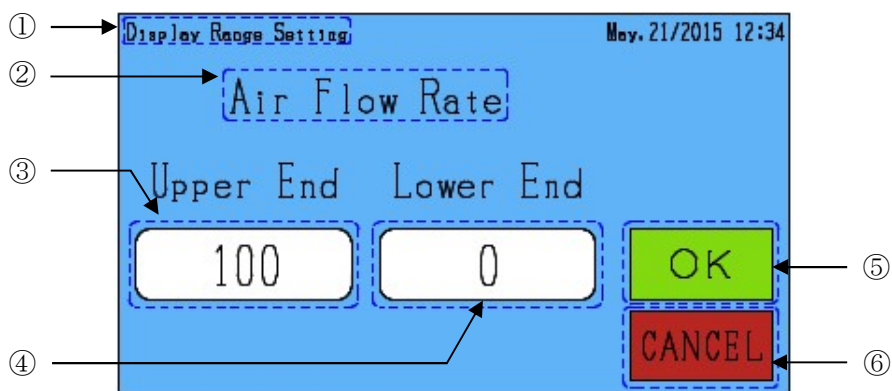 ① Display Range Setting May.21/2015 12:34
② Air Flow Rate
Upper End Lower End
③ 100 0 OK ⑤
④ CANCEL ⑥